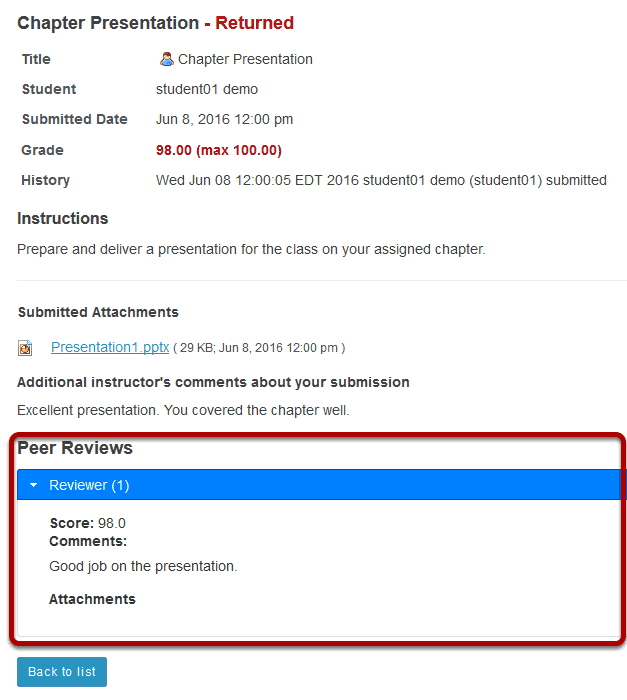 Chapter Presentation - Returned
Title Chapter Presentation
Student student01 demo
Submitted Date Jun 8, 2016 12:00 pm
Grade 98.00 (max 100.00)
History Wed Jun 08 12:00:05 EDT 2016 student01 demo (student01) submitted
Instructions
Prepare and deliver a presentation for the class on your assigned chapter.
Submitted Attachments
Presentation1.pptx ( 29 KB; Jun 8, 2016 12:00 pm )
Additional instructor's comments about your submission
Excellent presentation. You covered the chapter well.
Peer Reviews
Reviewer (1)
Score: 98.0
Comments:
Good job on the presentation.
Attachments
Back to list